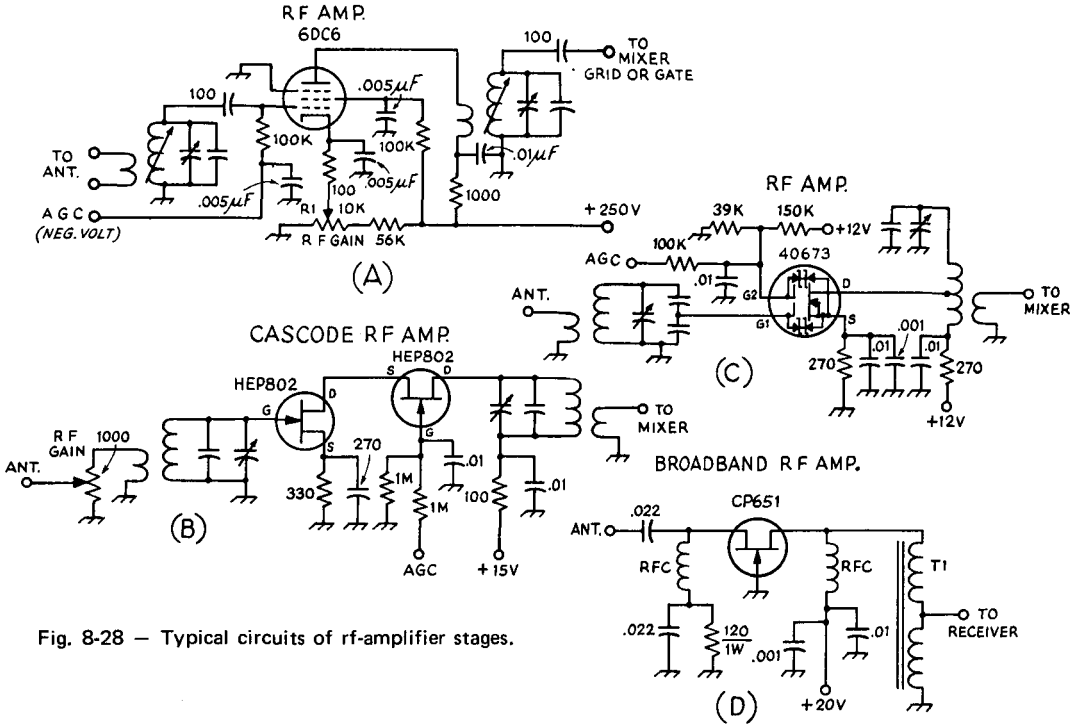 RF AMP.
6DC6
100
TO
MIXER
GRID OR GATE
100
.005µF
100K
100K
TO
ANT.
.005µF
.005µF
100
.01µF
1000
AGC
(NEG. VOLT)
R1
10K
RF GAIN
56K
+250V
(A)
RF AMP.
39K
150K
+12V
100K
AGC
.01
40673
G2
D
G1
S
ANT.
TO
MIXER
270
.01
.001
.01
270
+12V
(C)
CASCODE RF AMP.
HEP802
HEP802
S
D
D
G
S
G
RF
GAIN
1000
ANT.
330
270
1M
1M
.01
100
.01
TO
MIXER
AGC
+15V
(B)
BROADBAND RF AMP.
CP651
ANT.
.022
RFC
RFC
T1
.022
120
1W
.001
.01
TO
RECEIVER
+20V
(D)
Fig. 8-28 — Typical circuits of rf-amplifier stages.